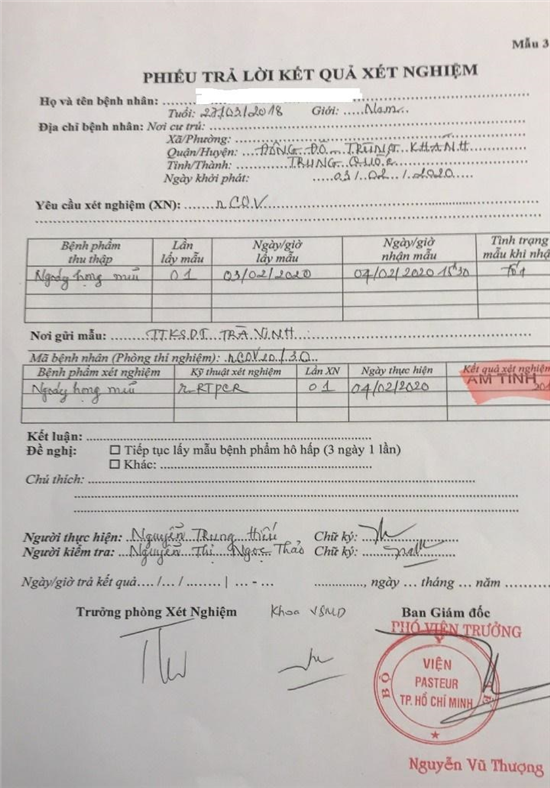 Mẫu 3
PHIẾU TRẢ LỜI KẾT QUẢ XÉT NGHIỆM
Họ và tên bệnh nhân:
Tuổi: 27/03/2018 Giới: Nam
Địa chỉ bệnh nhân: Nơi cư trú:
Xã/Phường:
Quận/Huyện: ĐÔNG ĐÔ - TRÙNG KHÁNH
Tỉnh/Thành: TRUNG QUỐC
Ngày khởi phát: 03/02/2020
Yêu cầu xét nghiệm (XN): nCOV
Bệnh phẩm thu thập Lần lấy mẫu Ngày/giờ lấy mẫu Ngày/giờ nhận mẫu Tình trạng mẫu khi nhậ
Ngoáy họng mũi 01 03/02/2020 04/02/2020 15h30 Tốt
Nơi gửi mẫu: TTKSDT TRÀ VINH
Mã bệnh nhân (Phòng thí nghiệm): nCOV20/30
Bệnh phẩm xét nghiệm Kỹ thuật xét nghiệm Lần XN Ngày thực hiện Kết quả xét nghiệm
Ngoáy họng mũi rRTPCR 01 04/02/2020 ÂM TÍNH
Kết luận:
Đề nghị: ☐ Tiếp tục lấy mẫu bệnh phẩm hô hấp (3 ngày 1 lần)
☐ Khác:
Chú thích:
Người thực hiện: Nguyễn Trung Hiếu Chữ ký:
Người kiểm tra: Nguyễn Thị Ngọc Thảo Chữ ký:
Ngày/giờ trả kết quả.../.../........| ... - ... ............, ngày ... tháng ... năm ..........
Trưởng phòng Xét Nghiệm Khoa VSMD Ban Giám đốc
PHÓ VIỆN TRƯỞNG
BỘ Y TẾ
VIỆN
PASTEUR
TP. HỒ CHÍ MINH
Nguyễn Vũ Thượng